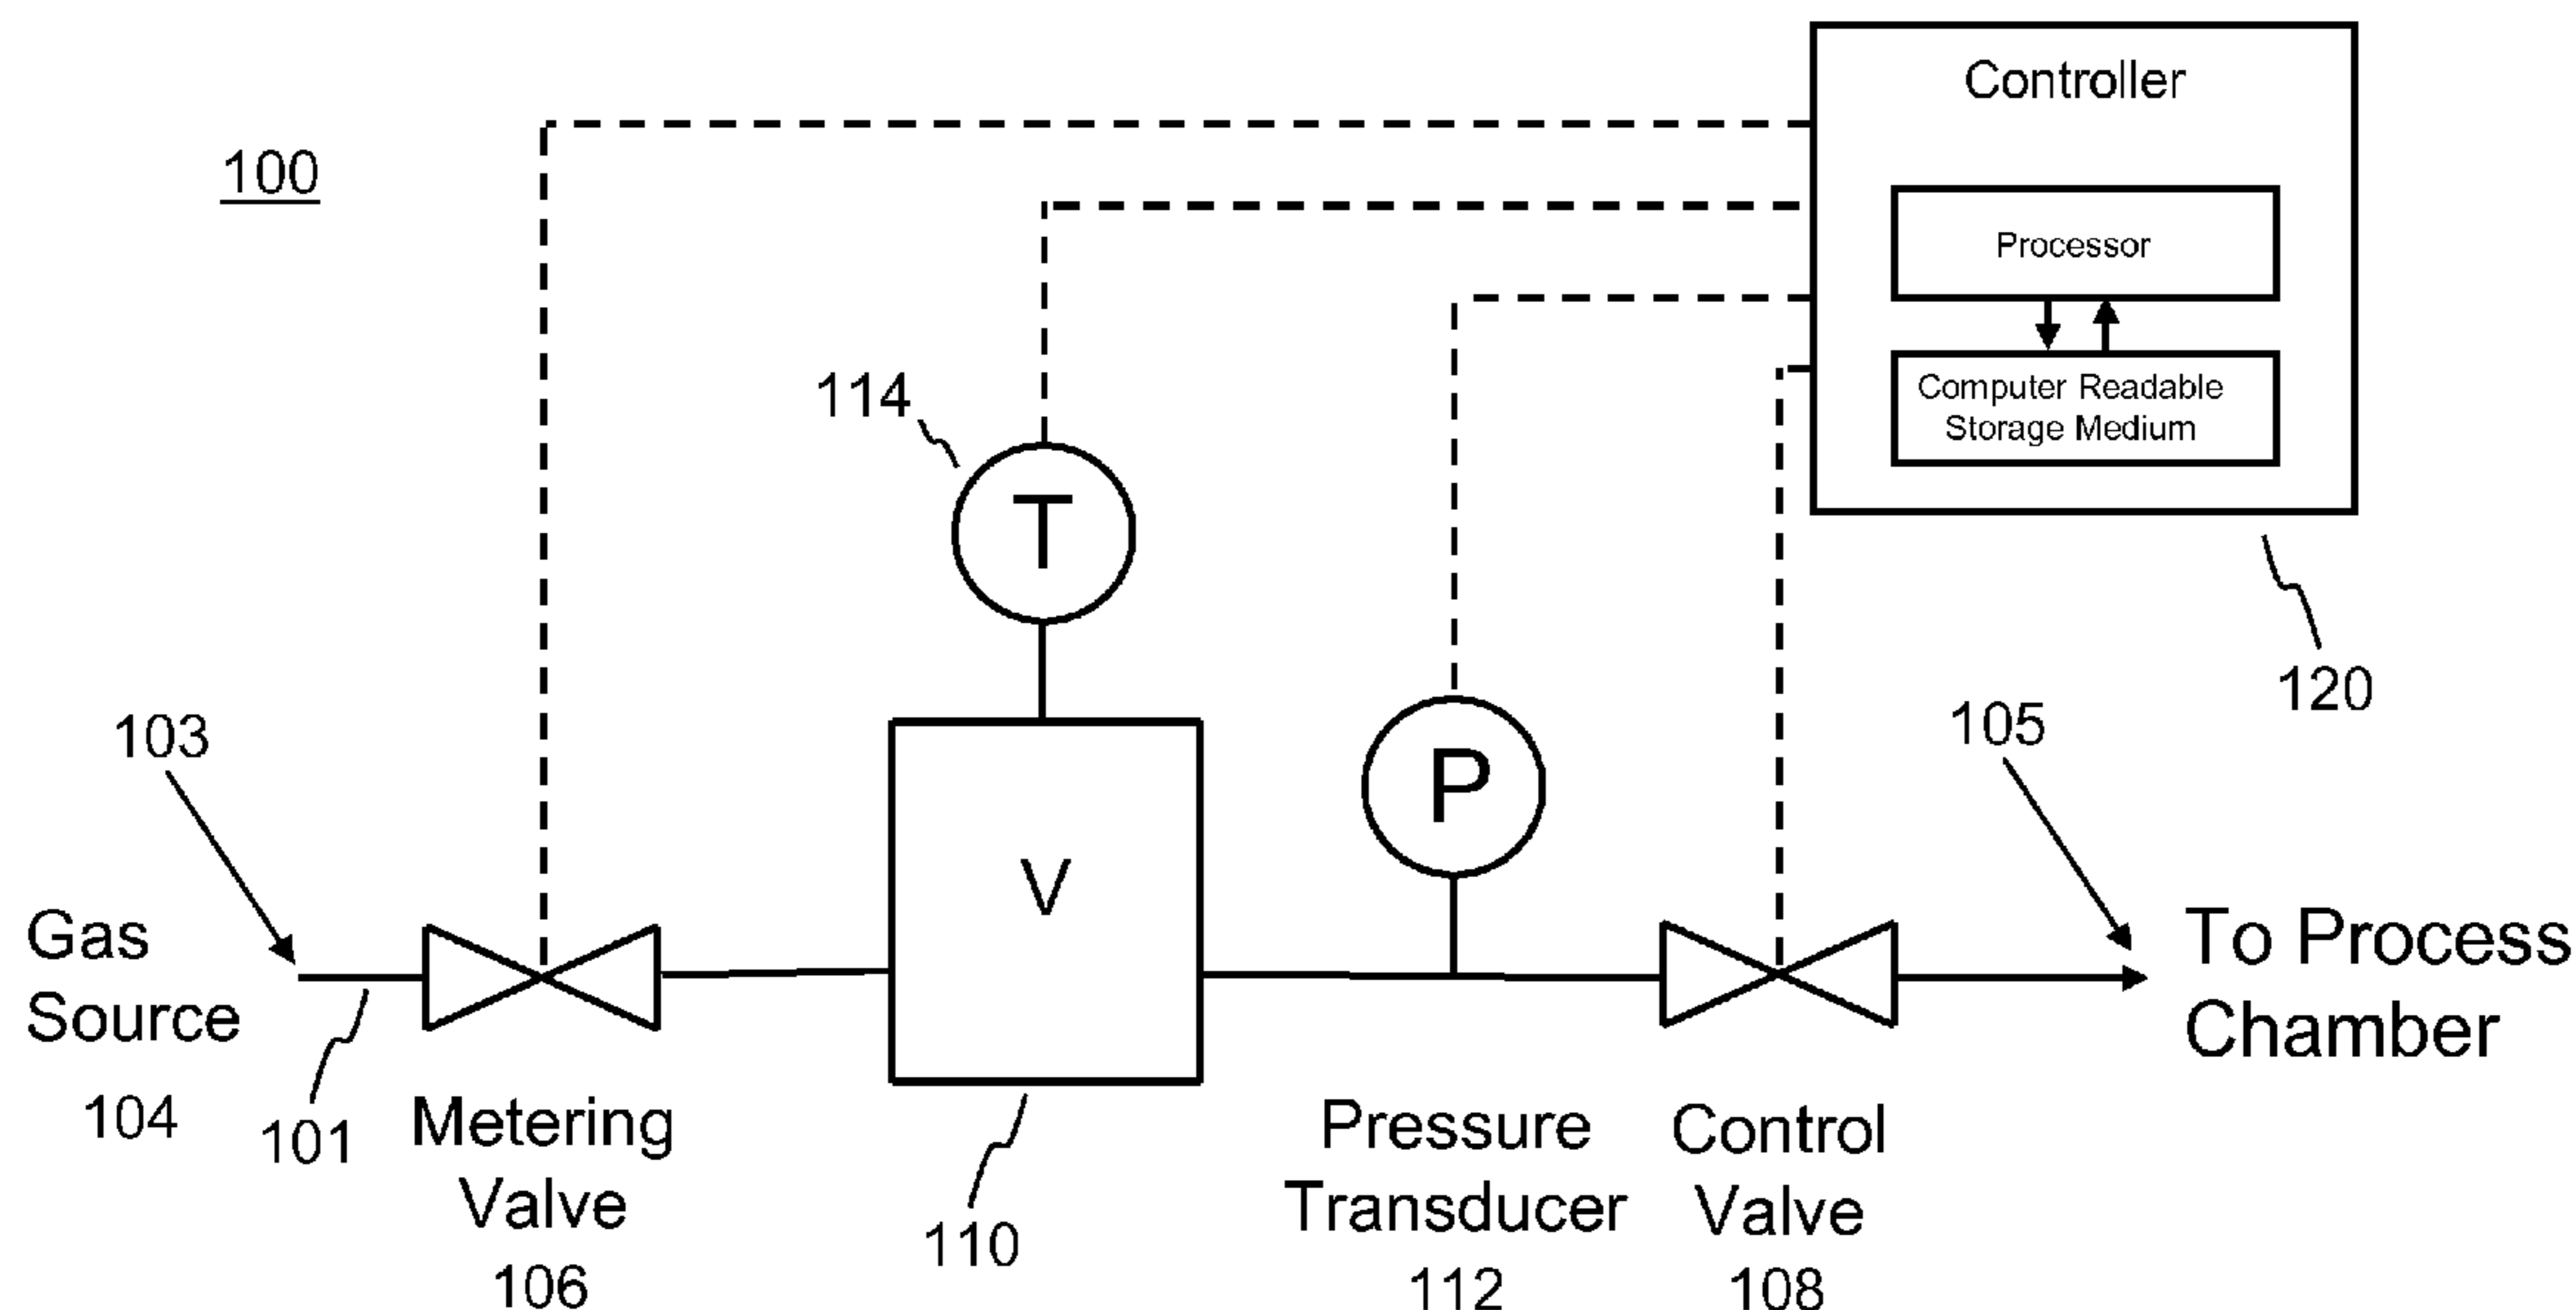 100
Controller
Processor
Computer Readable
Storage Medium
114
T
120
103
105
P
V
Gas
Source
104
101
Metering
Valve
106
110
Pressure
Transducer
112
Control
Valve
108
To Process
Chamber